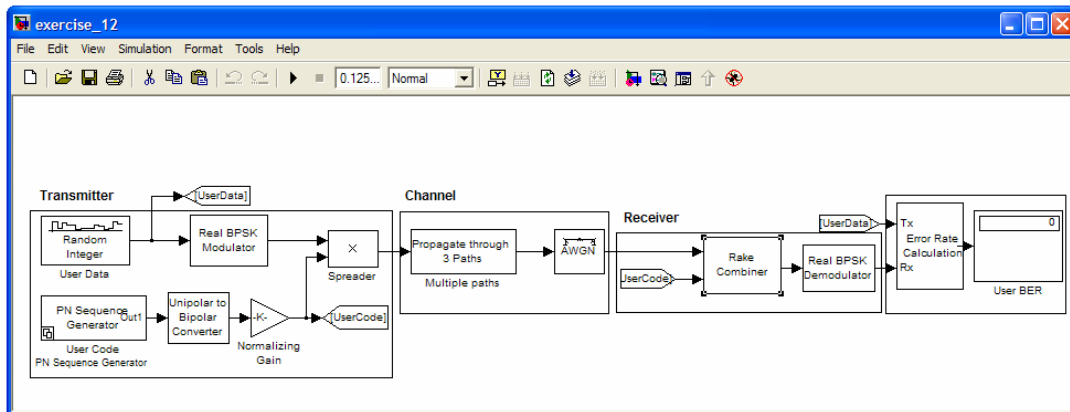 exercise_12
File Edit View Simulation Format Tools Help
0.125... Normal
Transmitter
[UserData]
Random
Integer
User Data
Real BPSK
Modulator
×
Spreader
PN Sequence
Generator
Out1
User Code
PN Sequence Generator
Unipolar to
Bipolar
Converter
-K-
Normalizing
Gain
[UserCode]
Channel
Propagate through
3 Paths
Multiple paths
AWGN
Receiver
UserCode]
Rake
Combiner
Real BPSK
Demodulator
[UserData]
Tx
Error Rate
Calculation
Rx
0
User BER